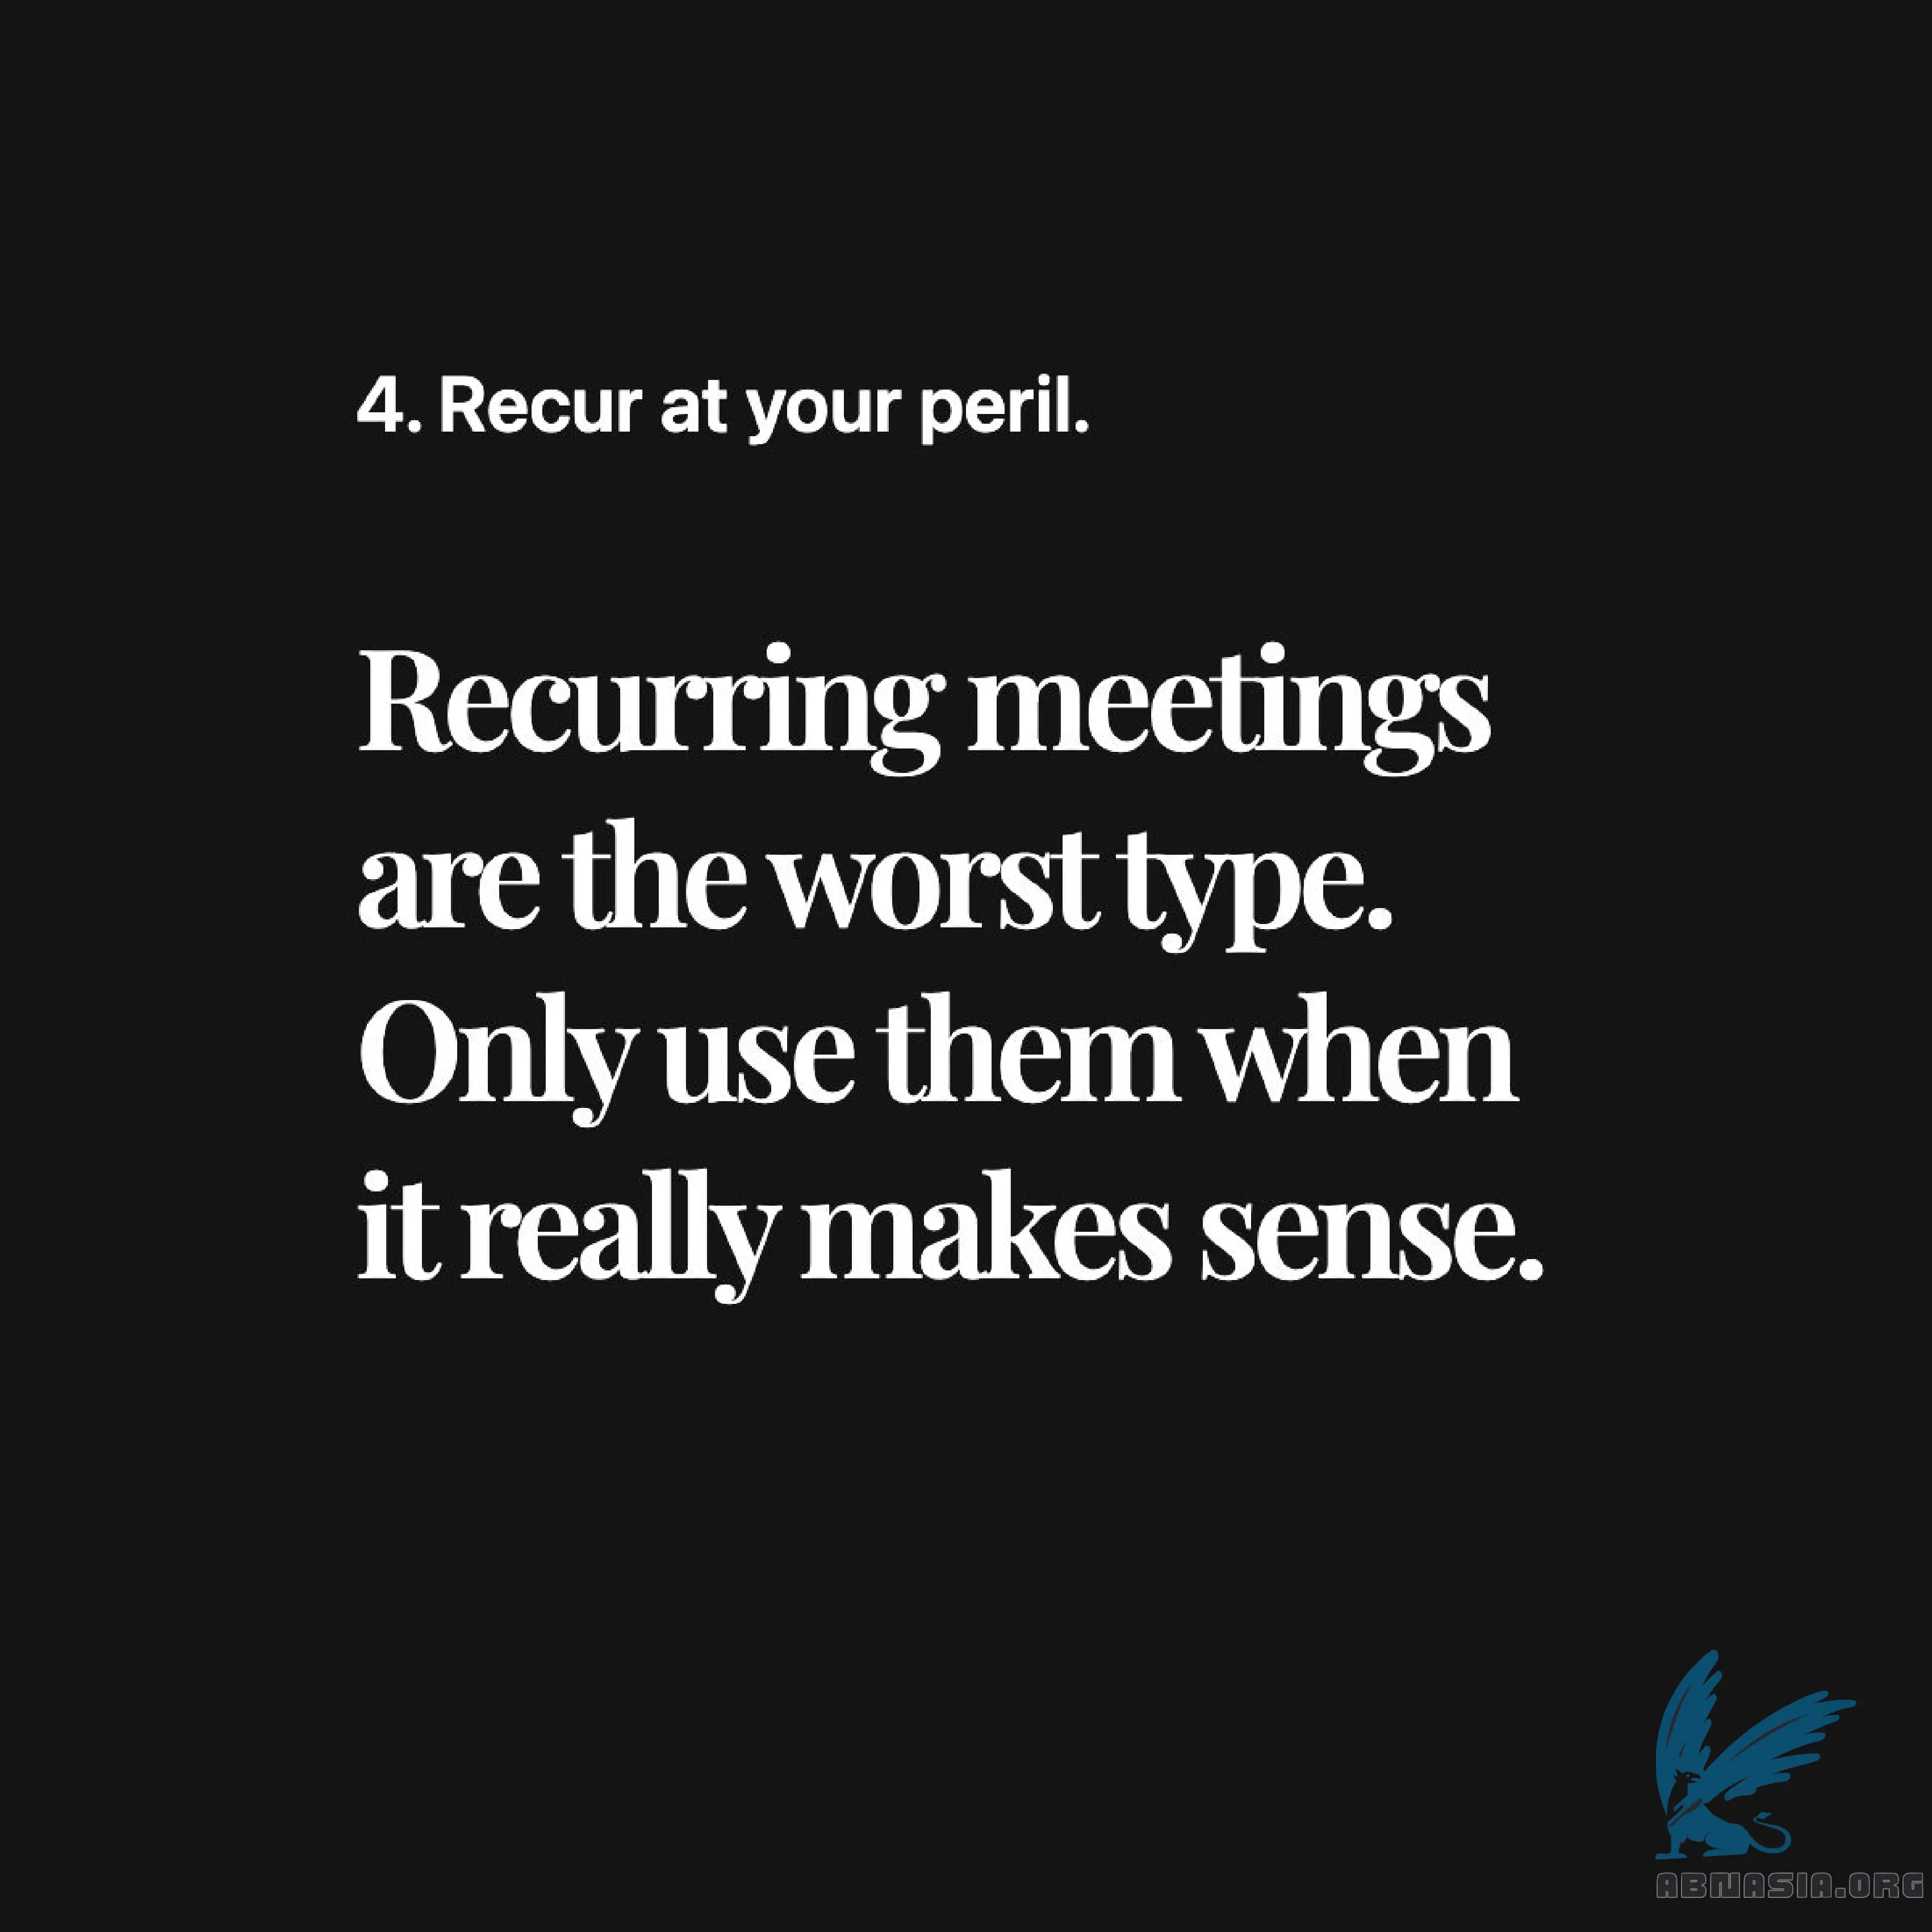 4. Recur at your peril.
Recurring meetings
are the worst type.
Only use them when
it really makes sense.
ABNASIA.ORG